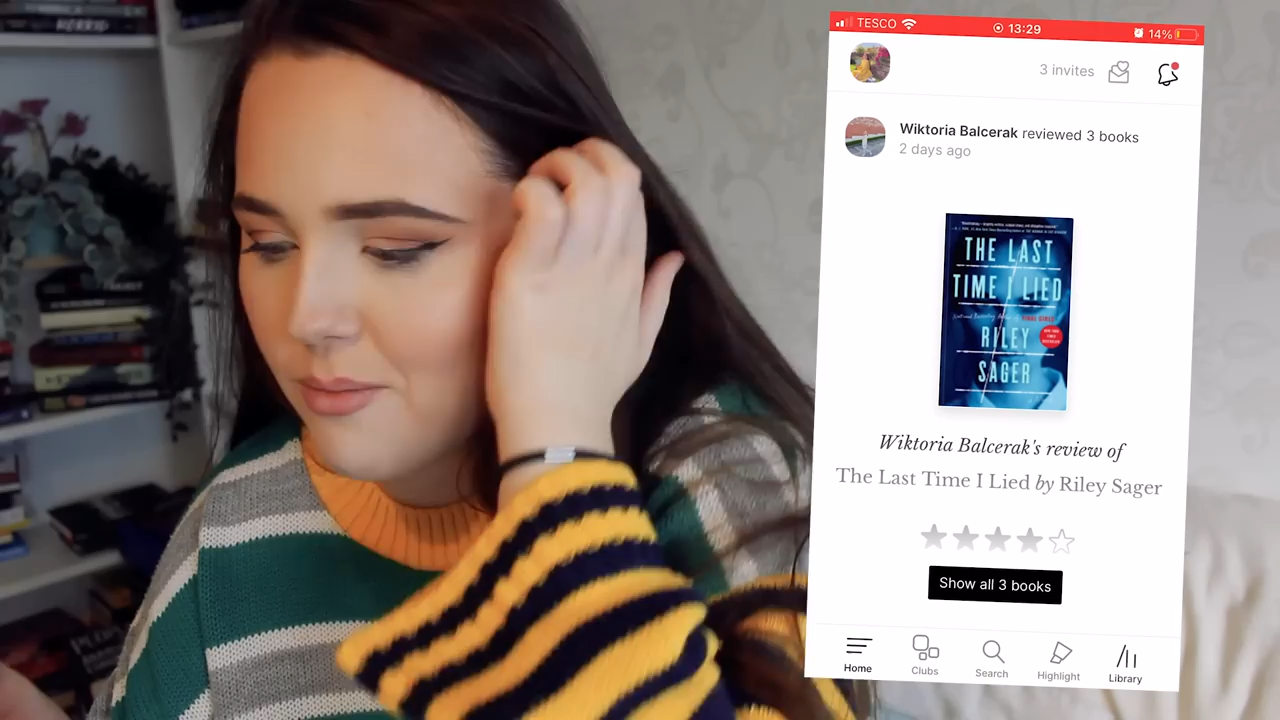 TESCO
13:29
14%
3 invites
Wiktoria Balcerak reviewed 3 books
2 days ago
THE LAST
TIME I LIED
RILEY
SAGER
Wiktoria Balcerak's review of
The Last Time I Lied by Riley Sager
Show all 3 books
Home
Clubs
Search
Highlight
Library